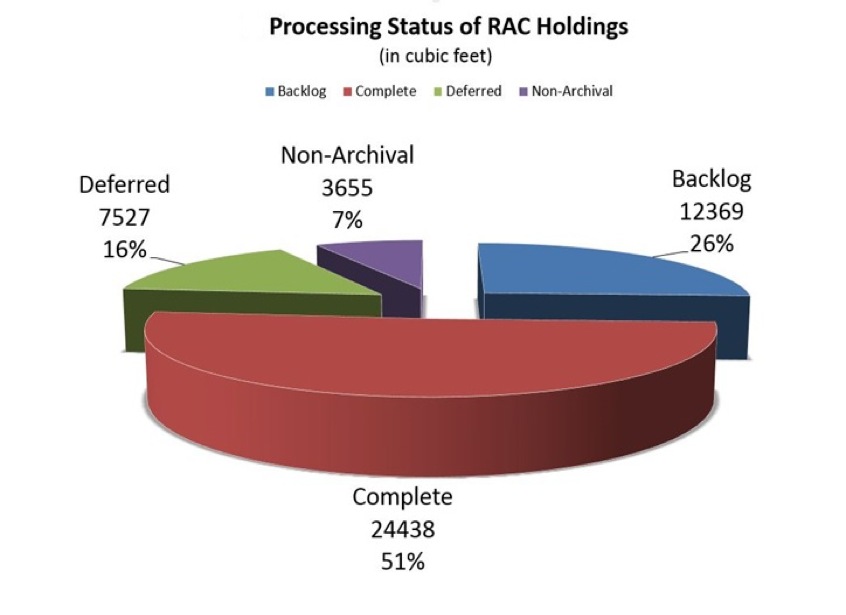 Processing Status of RAC Holdings
(in cubic feet)
Backlog Complete Deferred Non-Archival
Non-Archival
3655
7%
Deferred
7527
16%
Backlog
12369
26%
Complete
24438
51%